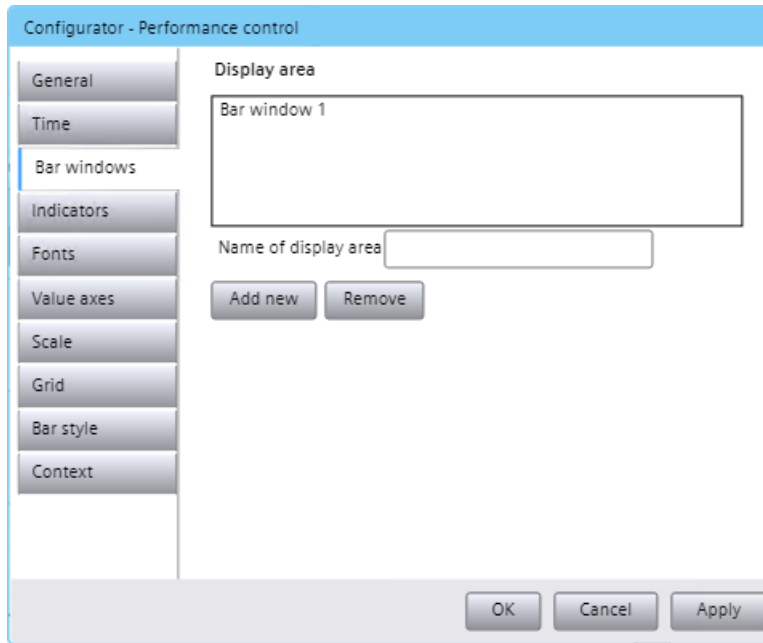 Configurator - Performance control
General
Time
Bar windows
Indicators
Fonts
Value axes
Scale
Grid
Bar style
Context
Display area
Bar window 1
Name of display area
Add new Remove
OK Cancel Apply